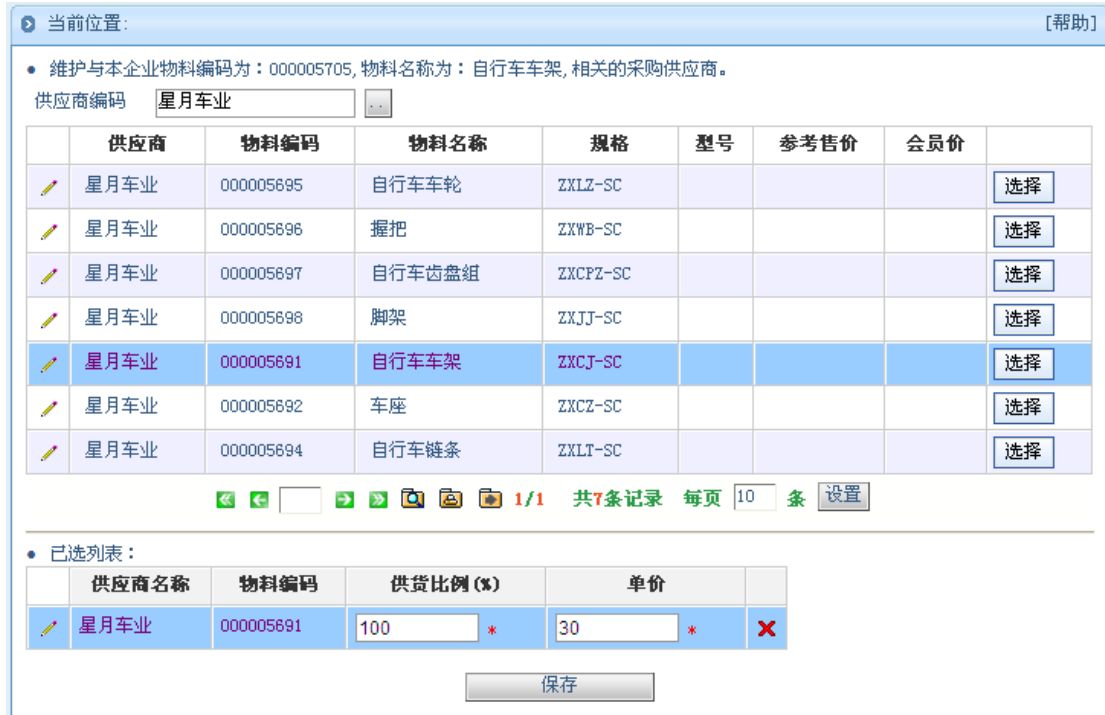 当前位置: [帮助]
维护与本企业物料编码为：000005705,物料名称为：自行车车架,相关的采购供应商。
供应商编码 星月车业 ..
供应商 物料编码 物料名称 规格 型号 参考售价 会员价
星月车业 000005695 自行车车轮 ZXLZ-SC 选择
星月车业 000005696 握把 ZXWB-SC 选择
星月车业 000005697 自行车齿盘组 ZXCPZ-SC 选择
星月车业 000005698 脚架 ZXJJ-SC 选择
星月车业 000005691 自行车车架 ZXCJ-SC 选择
星月车业 000005692 车座 ZXCZ-SC 选择
星月车业 000005694 自行车链条 ZXLT-SC 选择
1/1 共7条记录 每页 10 条 设置
已选列表：
供应商名称 物料编码 供货比例(%) 单价
星月车业 000005691 100 * 30 *
保存